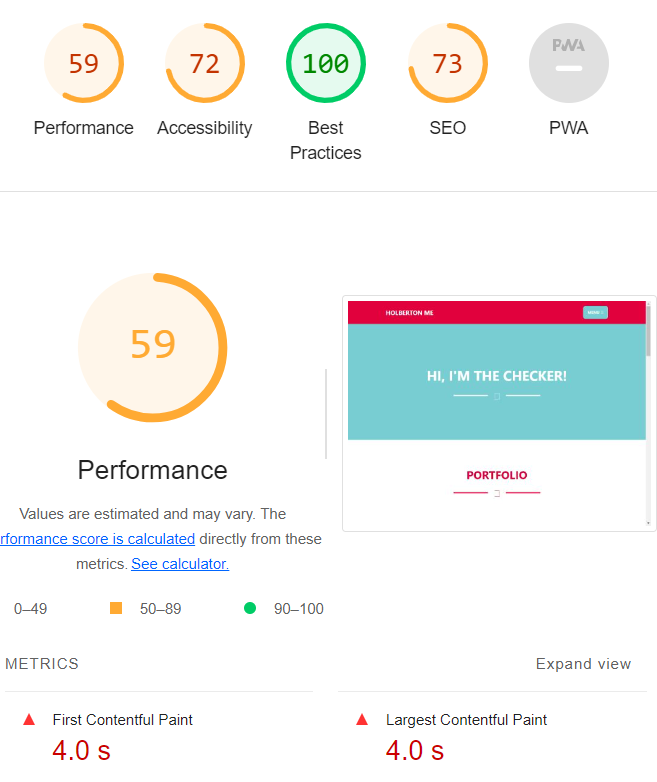 59
72
100
73
PWA
Performance
Accessibility
Best
Practices
SEO
PWA
59
Performance
Values are estimated and may vary. The
rformance score is calculated directly from these
metrics. See calculator.
0–49
50–89
90–100
HOLBERTON ME
HI, I'M THE CHECKER!
PORTFOLIO
METRICS
Expand view
First Contentful Paint
4.0 s
Largest Contentful Paint
4.0 s